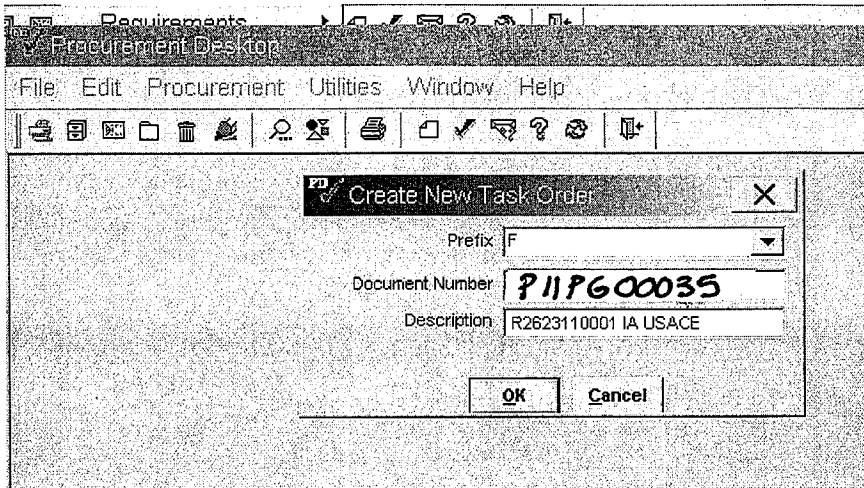 Requirements
Procurement Desktop
File Edit Procurement Utilities Window Help
PD Create New Task Order
Prefix F
Document Number P11PG00035
Description R2623110001 IA USACE
OK Cancel